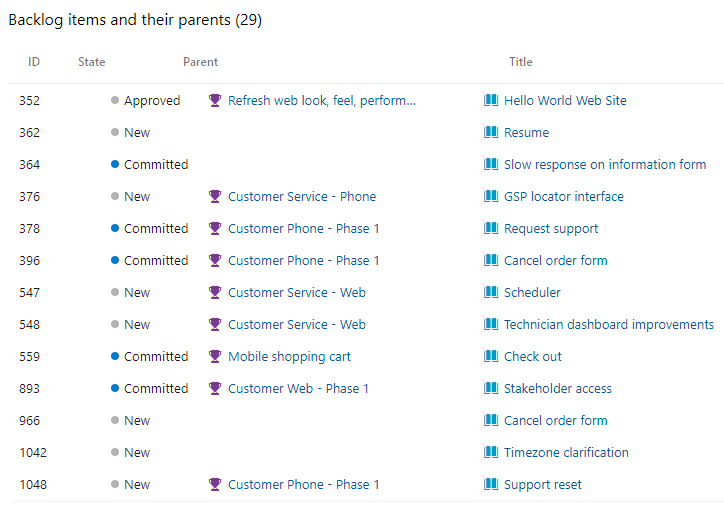 Backlog items and their parents (29)
ID State Parent Title
352 Approved Refresh web look, feel, perform... Hello World Web Site
362 New Resume
364 Committed Slow response on information form
376 New Customer Service - Phone GSP locator interface
378 Committed Customer Phone - Phase 1 Request support
396 Committed Customer Phone - Phase 1 Cancel order form
547 New Customer Service - Web Scheduler
548 New Customer Service - Web Technician dashboard improvements
559 Committed Mobile shopping cart Check out
893 Committed Customer Web - Phase 1 Stakeholder access
966 New Cancel order form
1042 New Timezone clarification
1048 New Customer Phone - Phase 1 Support reset